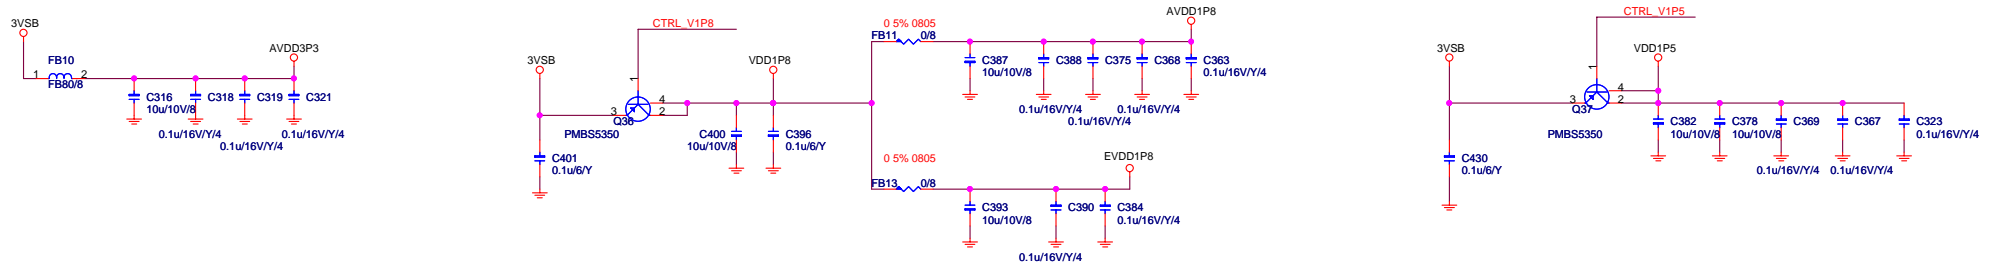 3VSB
AVDD3P3
FB10
1
2
FB80/8
C316
10u/10V/8
C318
C319
C321
0.1u/16V/Y/4
0.1u/16V/Y/4
0.1u/16V/Y/4
CTRL_V1P8
3VSB
VDD1P8
1
3
4
2
Q36
PMBS5350
C401
0.1u/6/Y
C400
10u/10V/8
C396
0.1u/6/Y
0 5% 0805
FB11
0/8
AVDD1P8
C387
10u/10V/8
C388
C375
C368
C363
0.1u/16V/Y/4
0.1u/16V/Y/4
0.1u/16V/Y/4
0.1u/16V/Y/4
0 5% 0805
FB13
0/8
EVDD1P8
C393
10u/10V/8
C390
C384
0.1u/16V/Y/4
0.1u/16V/Y/4
CTRL_V1P5
3VSB
VDD1P5
1
3
4
2
Q37
PMBS5350
C430
0.1u/6/Y
C382
10u/10V/8
C378
10u/10V/8
C369
C367
C323
0.1u/16V/Y/4
0.1u/16V/Y/4
0.1u/16V/Y/4